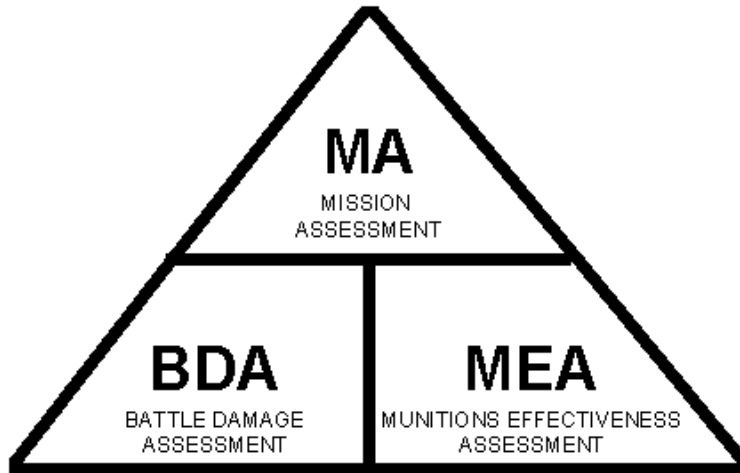 MA
MISSION
ASSESSMENT
BDA
BATTLE DAMAGE
ASSESSMENT
MEA
MUNITIONS EFFECTIVENESS
ASSESSMENT